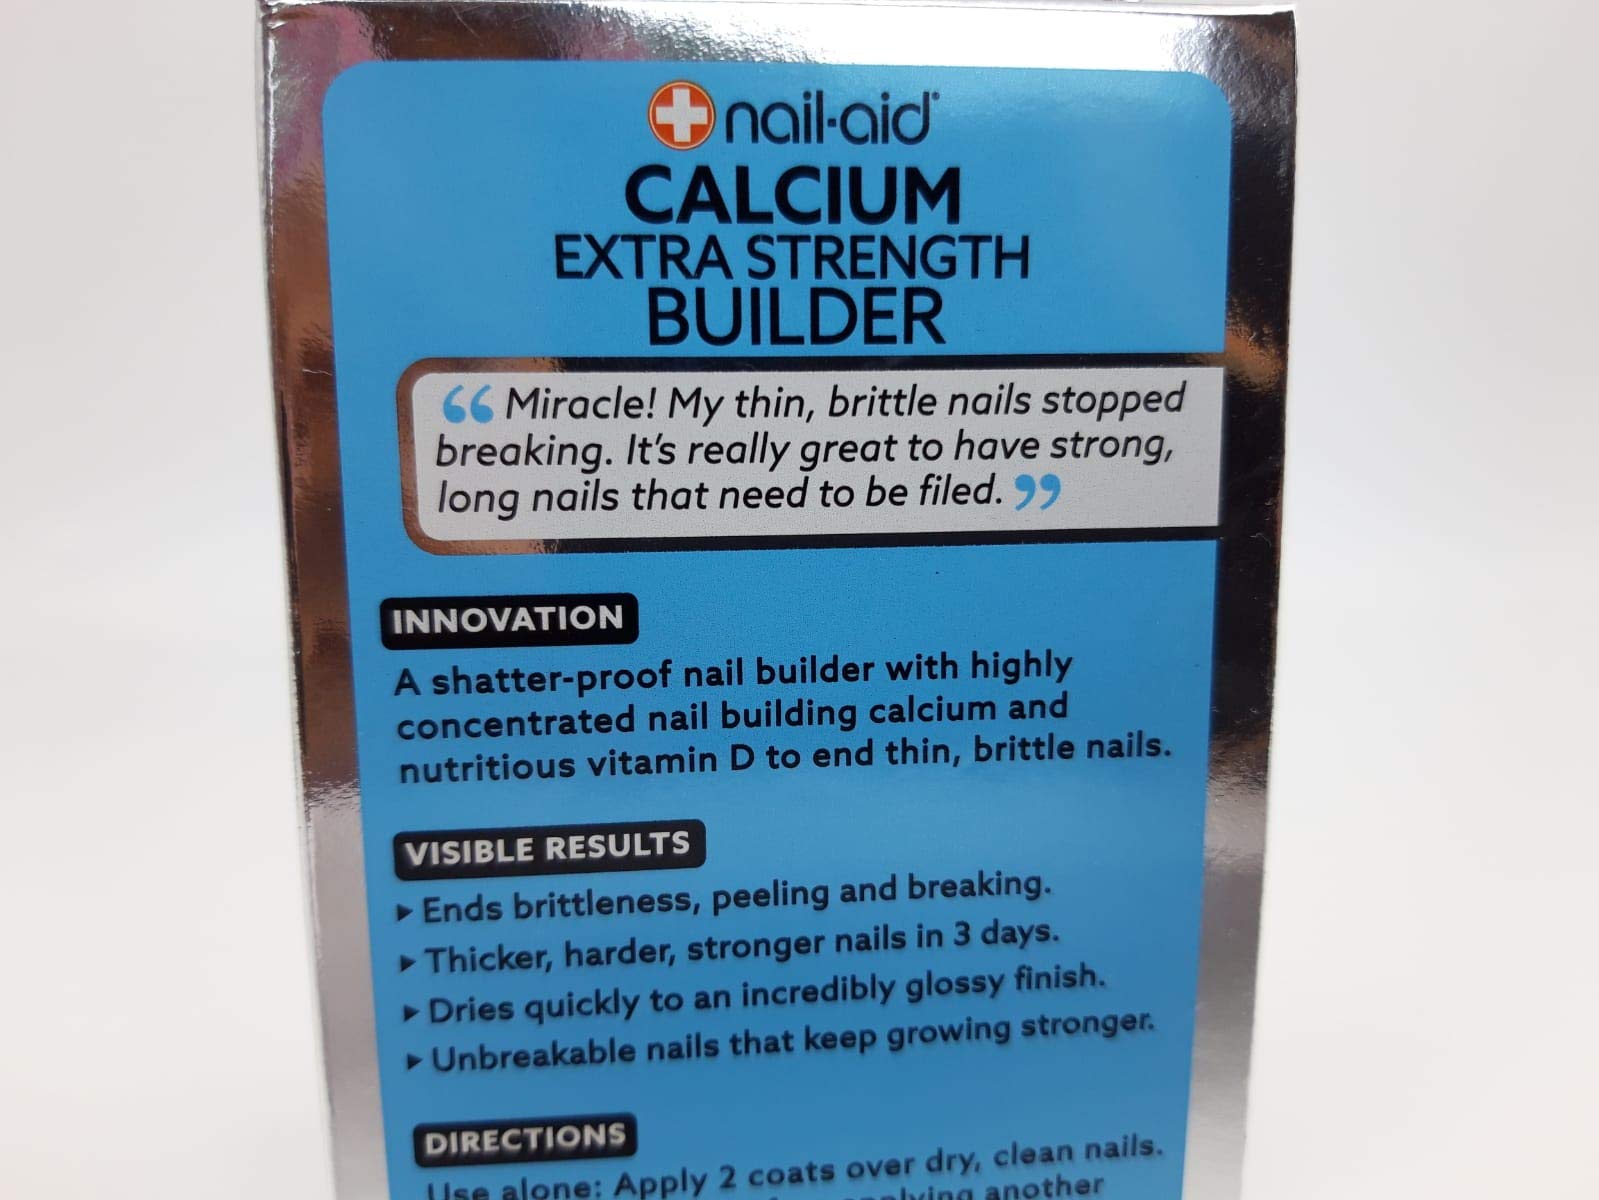 nail-aid®
CALCIUM
EXTRA STRENGTH
BUILDER
“ Miracle! My thin, brittle nails stopped
breaking. It's really great to have strong,
long nails that need to be filed. ”
INNOVATION
A shatter-proof nail builder with highly
concentrated nail building calcium and
nutritious vitamin D to end thin, brittle nails.
VISIBLE RESULTS
▸ Ends brittleness, peeling and breaking.
▸ Thicker, harder, stronger nails in 3 days.
▸ Dries quickly to an incredibly glossy finish.
▸ Unbreakable nails that keep growing stronger.
DIRECTIONS
Use alone: Apply 2 coats over dry, clean nails.
applying another